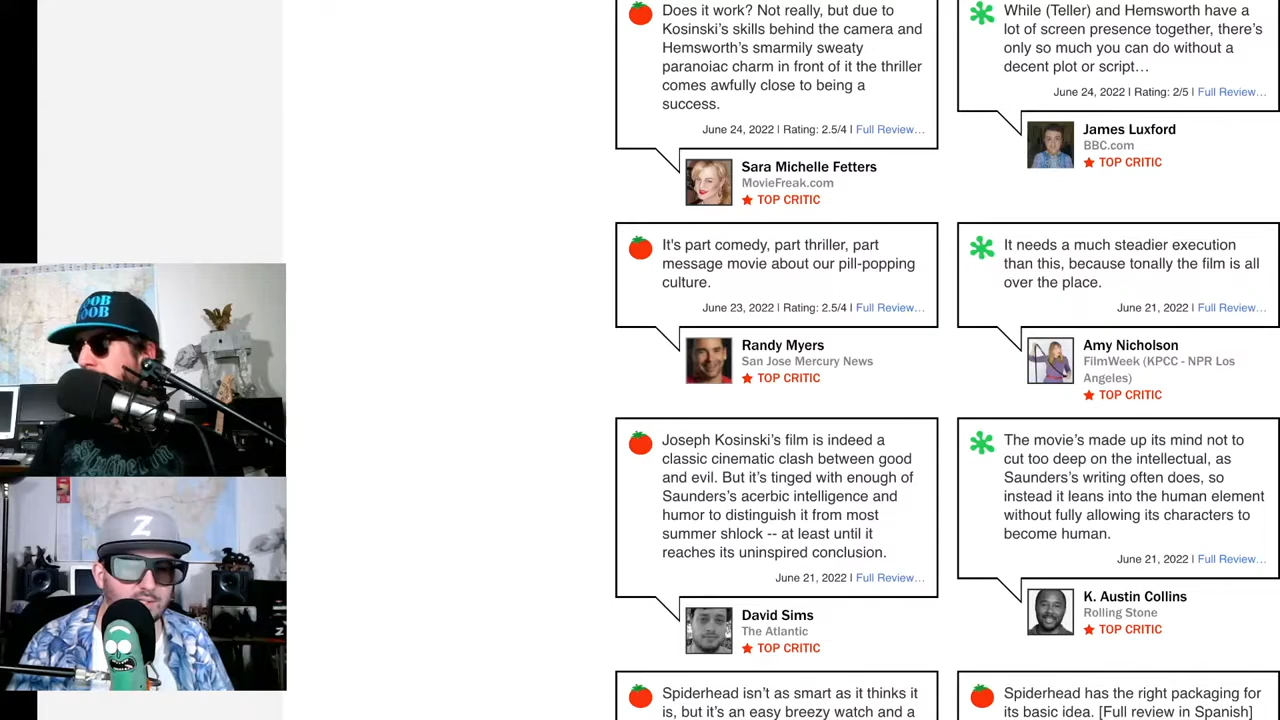 Does it work? Not really, but due to
Kosinski's skills behind the camera and
Hemsworth's smarmily sweaty
paranoiac charm in front of it the thriller
comes awfully close to being a
success.
June 24, 2022 | Rating: 2.5/4 | Full Review…
Sara Michelle Fetters
MovieFreak.com
TOP CRITIC
While (Teller) and Hemsworth have a
lot of screen presence together, there's
only so much you can do without a
decent plot or script…
June 24, 2022 | Rating: 2/5 | Full Review…
James Luxford
BBC.com
TOP CRITIC
It's part comedy, part thriller, part
message movie about our pill-popping
culture.
June 23, 2022 | Rating: 2.5/4 | Full Review…
Randy Myers
San Jose Mercury News
TOP CRITIC
It needs a much steadier execution
than this, because tonally the film is all
over the place.
June 21, 2022 | Full Review…
Amy Nicholson
FilmWeek (KPCC - NPR Los
Angeles)
TOP CRITIC
Joseph Kosinski's film is indeed a
classic cinematic clash between good
and evil. But it's tinged with enough of
Saunders's acerbic intelligence and
humor to distinguish it from most
summer shlock -- at least until it
reaches its uninspired conclusion.
June 21, 2022 | Full Review…
David Sims
The Atlantic
TOP CRITIC
The movie's made up its mind not to
cut too deep on the intellectual, as
Saunders's writing often does, so
instead it leans into the human element
without fully allowing its characters to
become human.
June 21, 2022 | Full Review…
K. Austin Collins
Rolling Stone
TOP CRITIC
Spiderhead isn't as smart as it thinks it
is, but it's an easy breezy watch and a
Spiderhead has the right packaging for
its basic idea. [Full review in Spanish]
Z